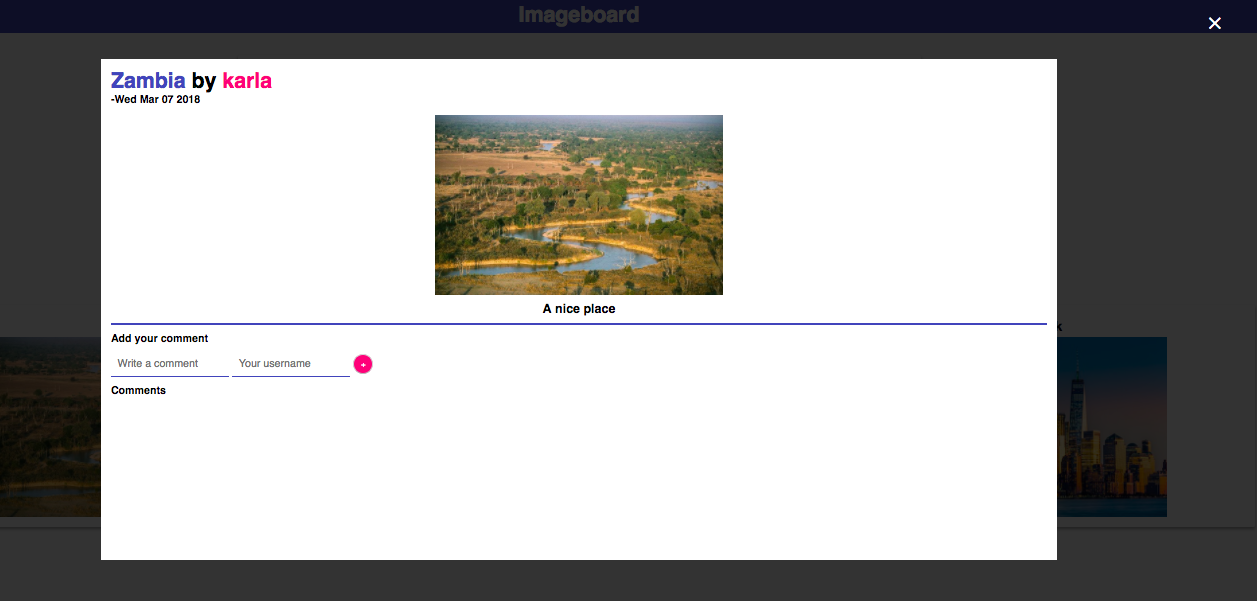 Imageboard
Zambia by karla
-Wed Mar 07 2018
A nice place
Add your comment
Write a comment
Your username
+
Comments